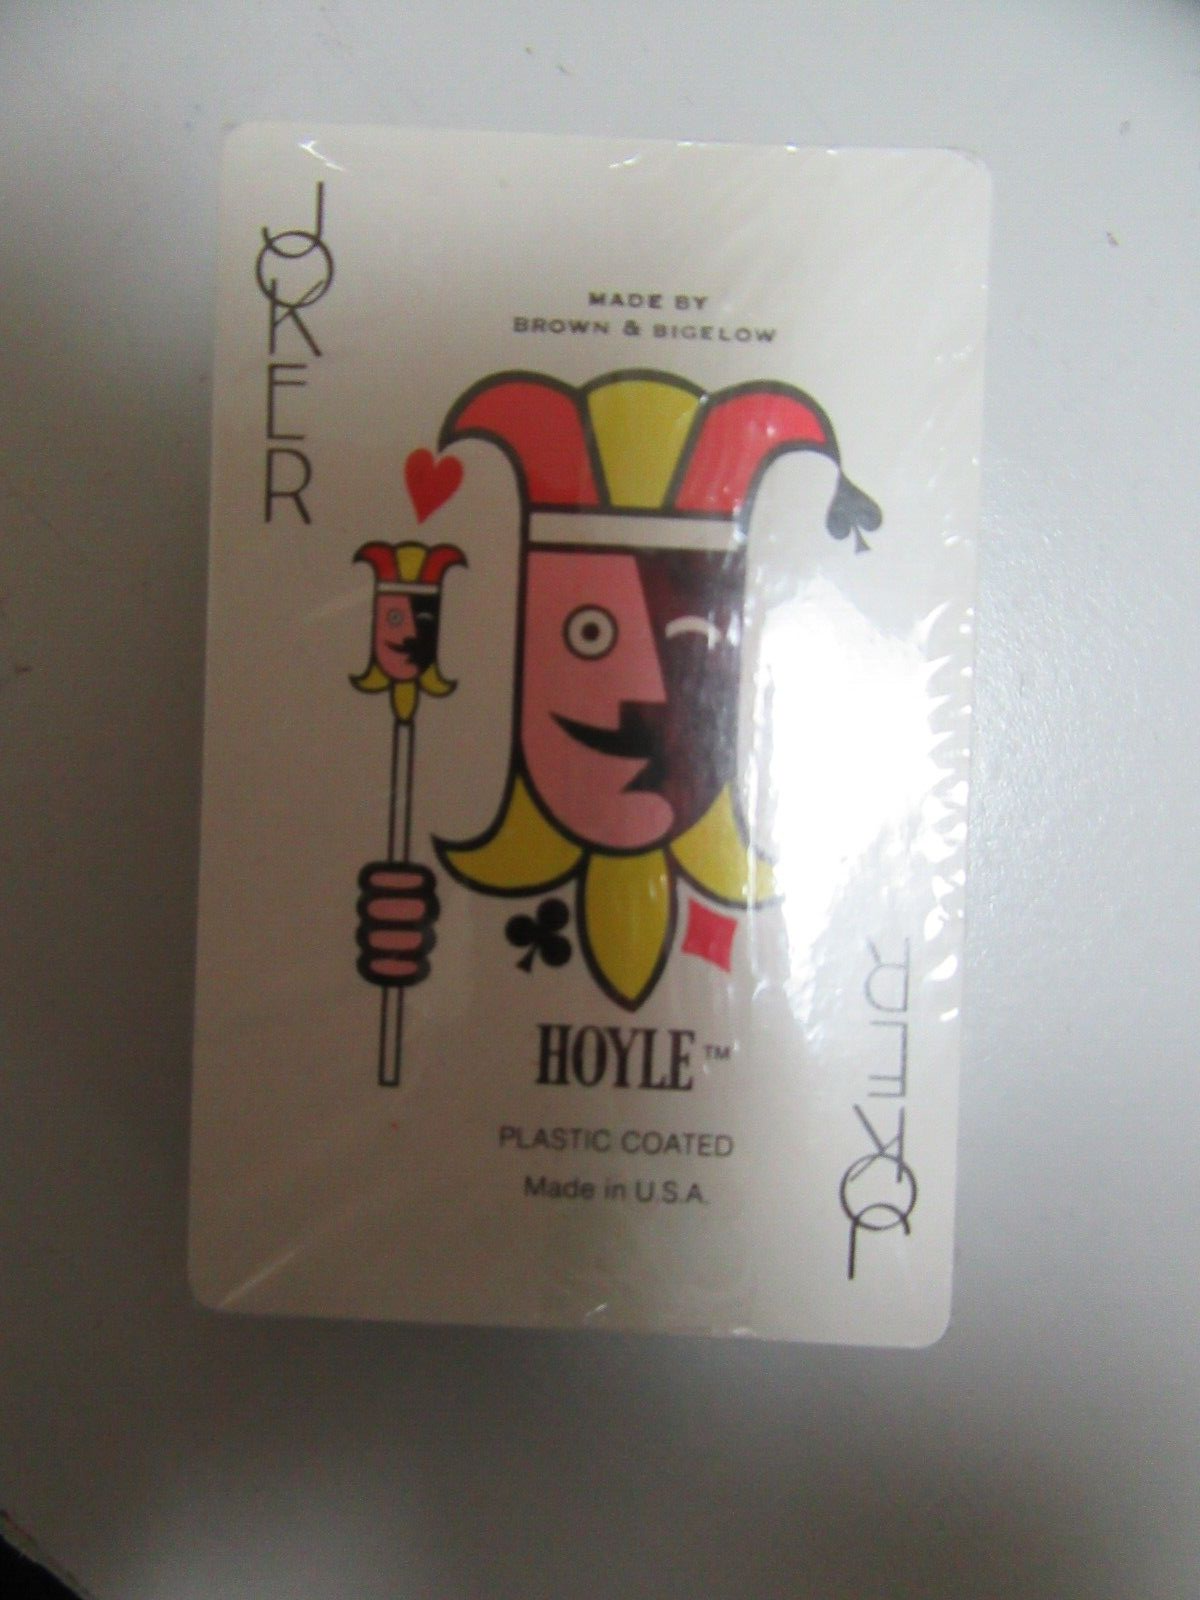 JOKER
MADE BY
BROWN & BIGELOW
HOYLE™
PLASTIC COATED
Made in U.S.A.
JOKER